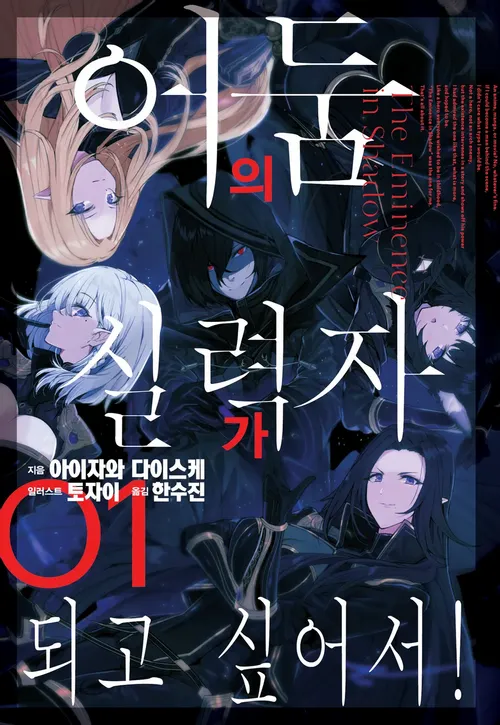 어둠의
실력자가
되고 싶어서!
The Eminence
in Shadow
지음 아이자와 다이스케
일러스트 토자이 옮김 한수진
01